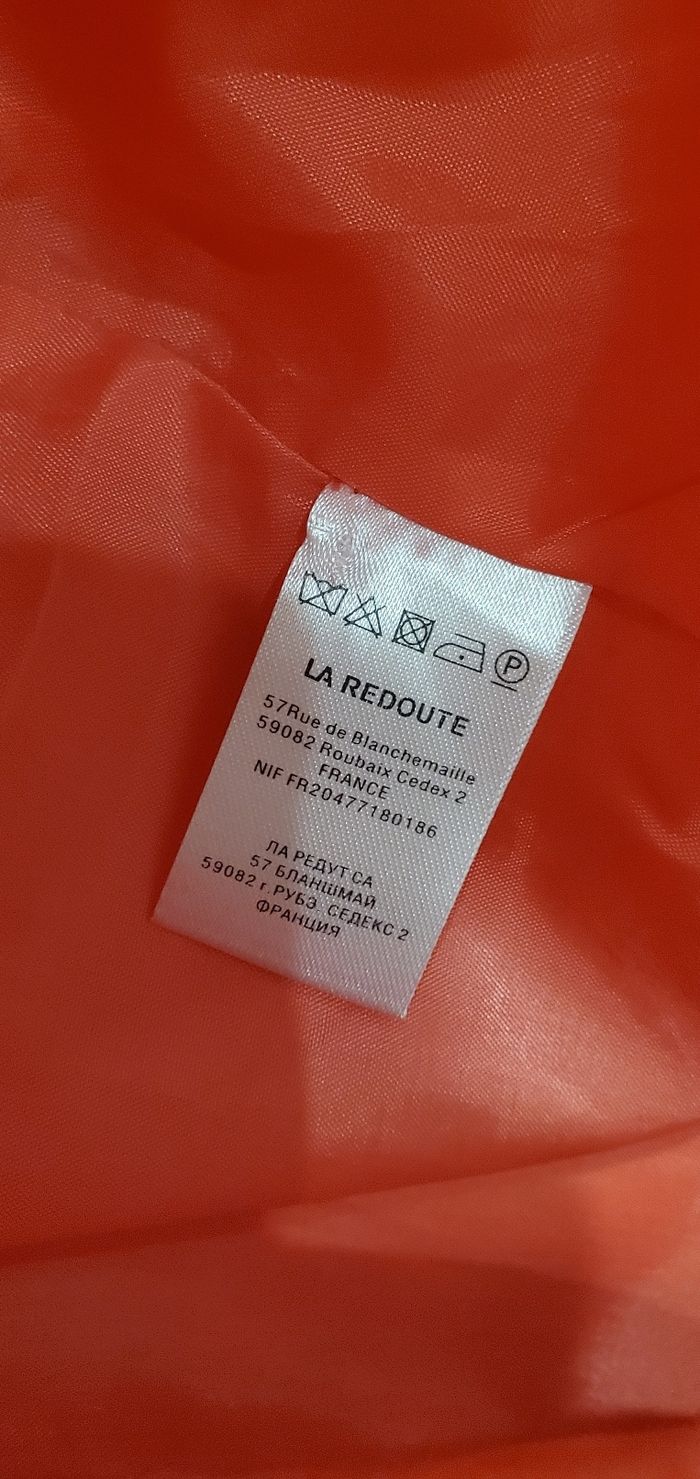 P
LA REDOUTE
57Rue de Blanchemaille
59082 Roubaix Cedex 2
FRANCE
NIF FR20477180186
ЛА РЕДУТ СА
57 БЛАНШМАЙ
59082 г.РУБЭ СЕДЕКС 2
ФРАНЦИЯ